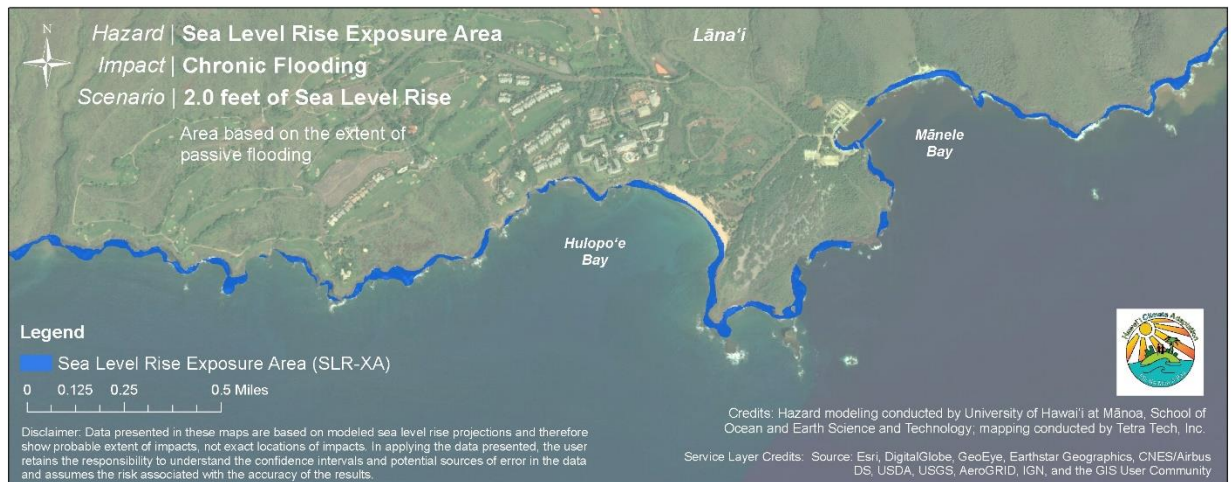 N
Hazard | Sea Level Rise Exposure Area
Impact | Chronic Flooding
Scenario | 2.0 feet of Sea Level Rise
Area based on the extent of
passive flooding
Lāna‘i
Mānele
Bay
Hulopo‘e
Bay
Legend
Sea Level Rise Exposure Area (SLR-XA)
0 0.125 0.25 0.5 Miles
Disclaimer: Data presented in these maps are based on modeled sea level rise projections and therefore
show probable extent of impacts, not exact locations of impacts. In applying the data presented, the user
retains the responsibility to understand the confidence intervals and potential sources of error in the data
and assumes the risk associated with the accuracy of the results.
Hawai‘i Climate Adaptation
Credits: Hazard modeling conducted by University of Hawai‘i at Mānoa, School of
Ocean and Earth Science and Technology; mapping conducted by Tetra Tech, Inc.
Service Layer Credits: Source: Esri, DigitalGlobe, GeoEye, Earthstar Geographics, CNES/Airbus
DS, USDA, USGS, AeroGRID, IGN, and the GIS User Community